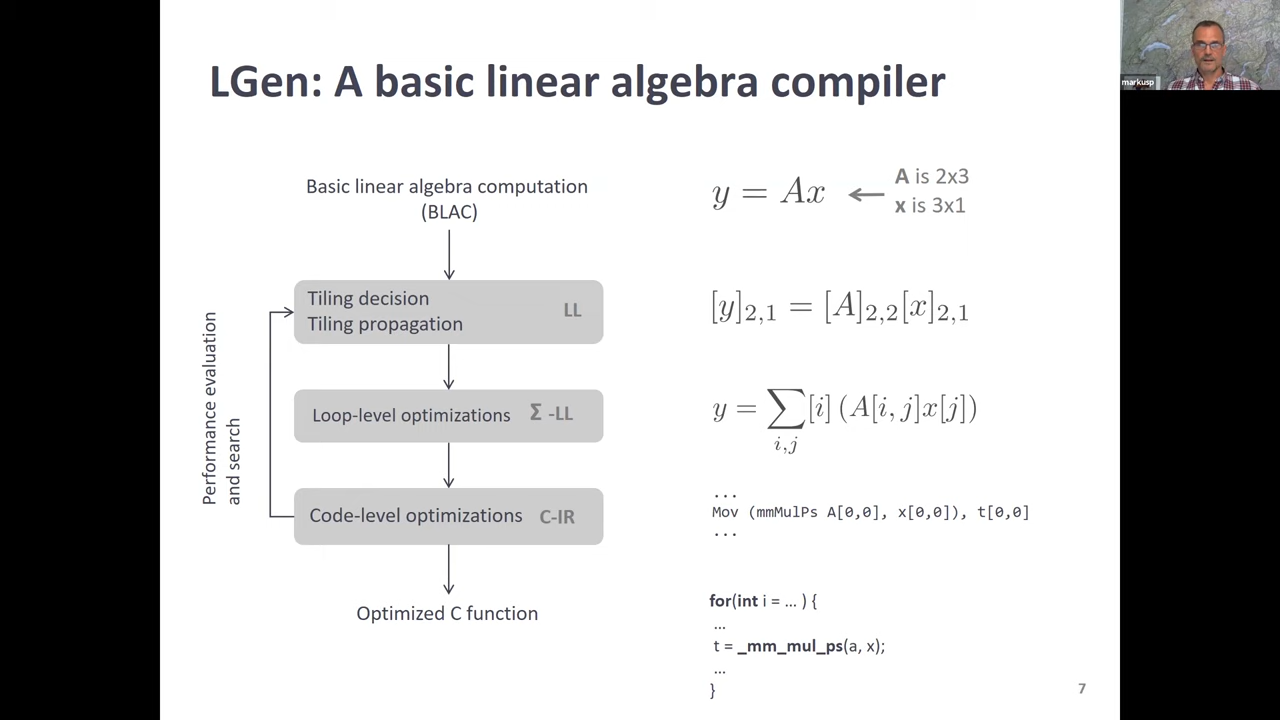 LGen: A basic linear algebra compiler
markusp
Basic linear algebra computation
(BLAC)
Tiling decision
Tiling propagation
LL
Loop-level optimizations
Σ -LL
Code-level optimizations
C-IR
Optimized C function
Performance evaluation
and search
y = Ax
A is 2x3
x is 3x1
[y]2,1 = [A]2,2[x]2,1
y = ∑i,j [i] (A[i, j]x[j])
...
Mov (mmMulPs A[0,0], x[0,0]), t[0,0]
...
for(int i = ... ) {
...
t = _mm_mul_ps(a, x);
...
}
7